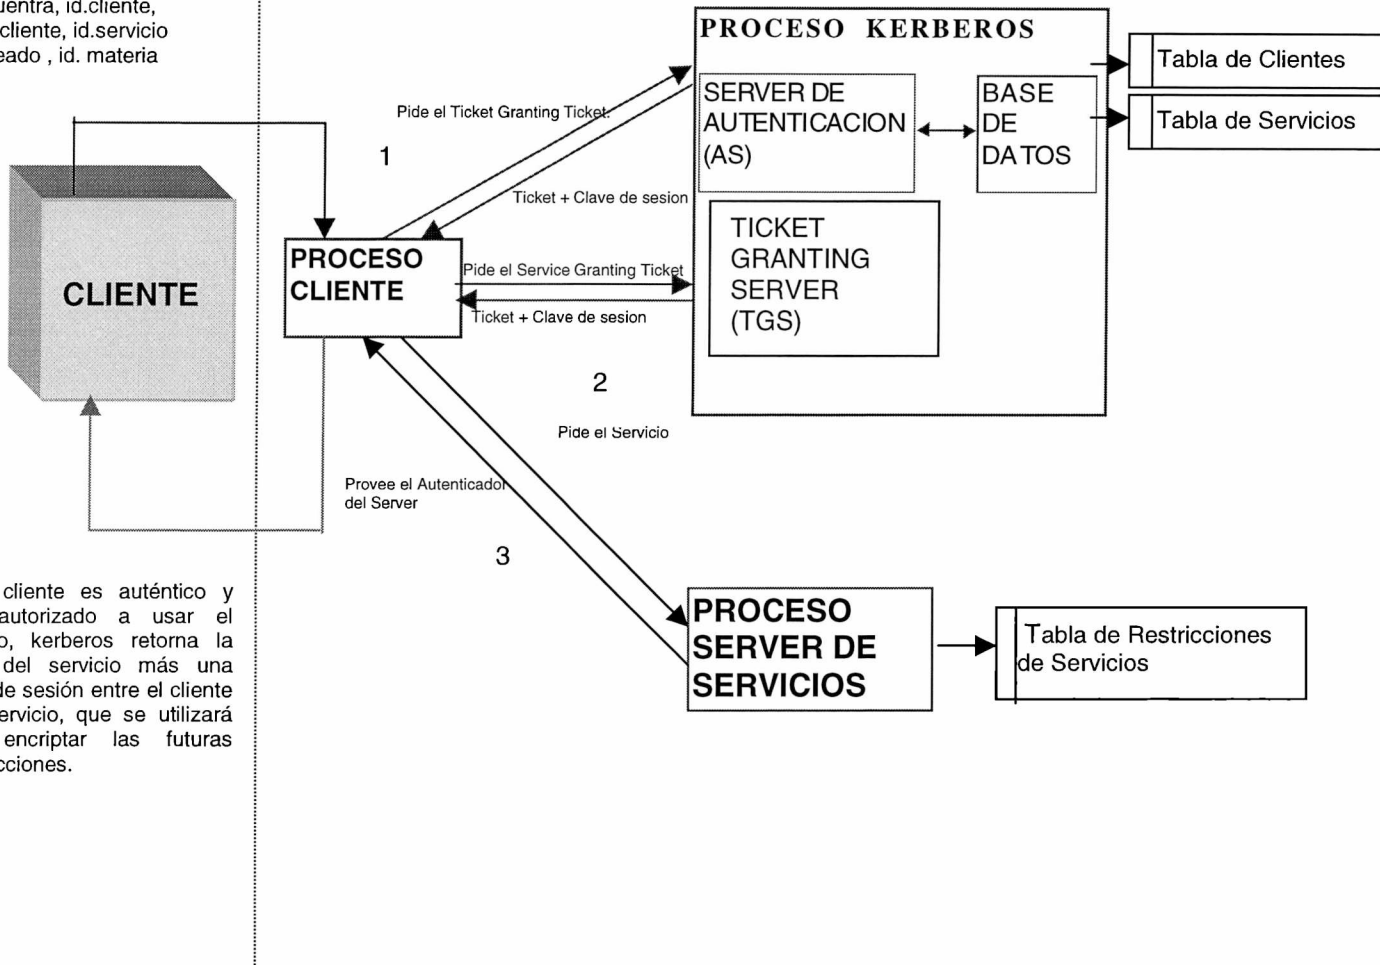 id.cliente,
cliente, id.servicio
, id. materia
CLIENTE
cliente es auténtico y
autorizado a usar el
kerberos retorna la
del servicio más una
de sesión entre el cliente
que se utilizará
encriptar las futuras
PROCESO
CLIENTE
Pide el Ticket Granting Ticket.
1
Ticket + Clave de sesion
Pide el Service Granting Ticket
Ticket + Clave de sesion
2
Pide el Servicio
Provee el Autenticador
del Server
3
PROCESO KERBEROS
SERVER DE
AUTENTICACION
(AS)
BASE
DE
DATOS
TICKET
GRANTING
SERVER
(TGS)
Tabla de Clientes
Tabla de Servicios
PROCESO
SERVER DE
SERVICIOS
Tabla de Restricciones
de Servicios